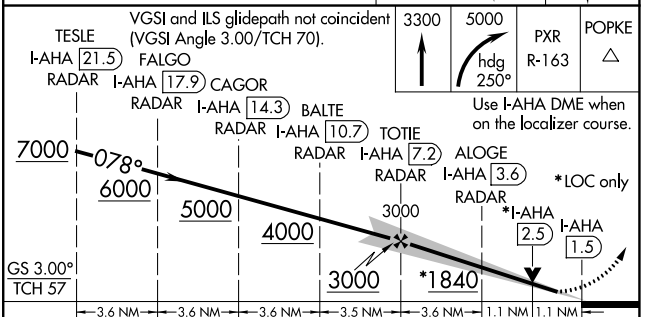 VGSI and ILS glidepath not coincident
(VGSI Angle 3.00/TCH 70).
3300
5000
hdg
250°
PXR
R-163
POPKE
Use I-AHA DME when
on the localizer course.
TESLE
I-AHA 21.5
RADAR
FALGO
I-AHA 17.9
RADAR
CAGOR
I-AHA 14.3
RADAR
BALTE
I-AHA 10.7
RADAR
TOTIE
I-AHA 7.2
RADAR
ALOGE
I-AHA 3.6
RADAR
*LOC only
*I-AHA
2.5
I-AHA
1.5
7000
078°
6000
5000
4000
3000
3000
*1840
GS 3.00°
TCH 57
3.6 NM
3.6 NM
3.6 NM
3.5 NM
3.6 NM
1.1 NM
1.1 NM